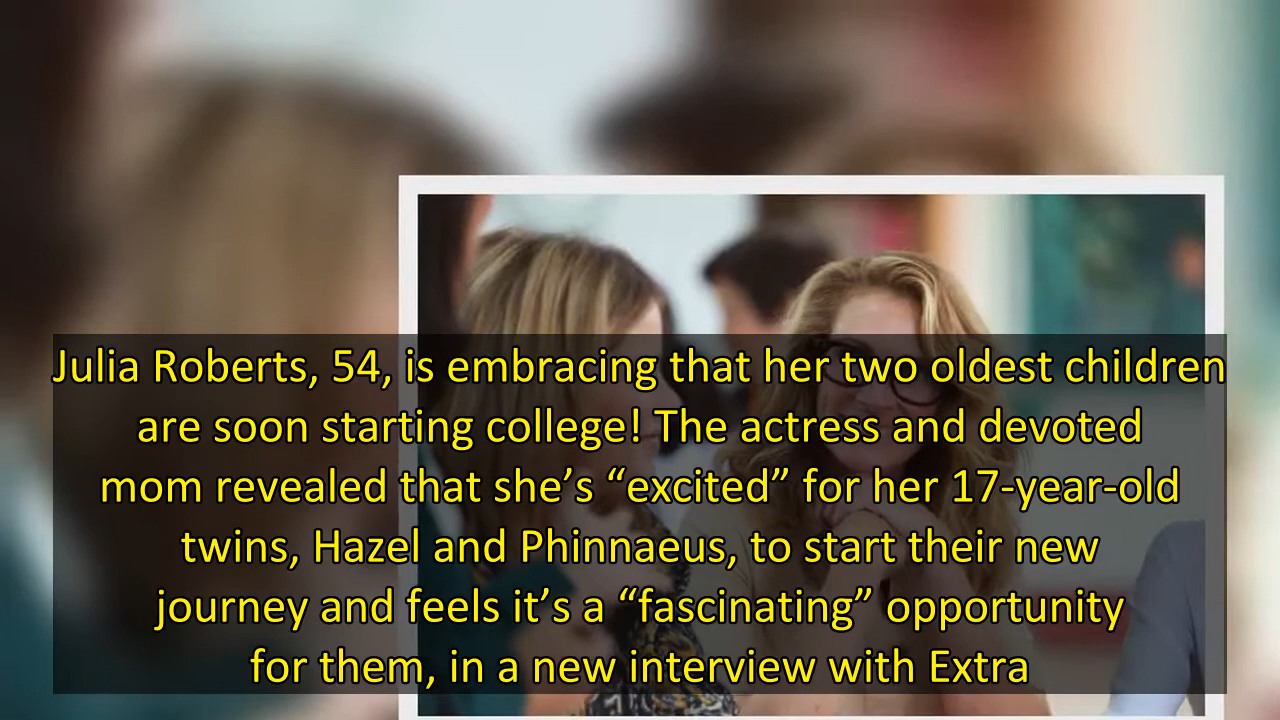 Julia Roberts, 54, is embracing that her two oldest children
are soon starting college! The actress and devoted
mom revealed that she’s “excited” for her 17-year-old
twins, Hazel and Phinnaeus, to start their new
journey and feels it’s a “fascinating” opportunity
for them, in a new interview with Extra